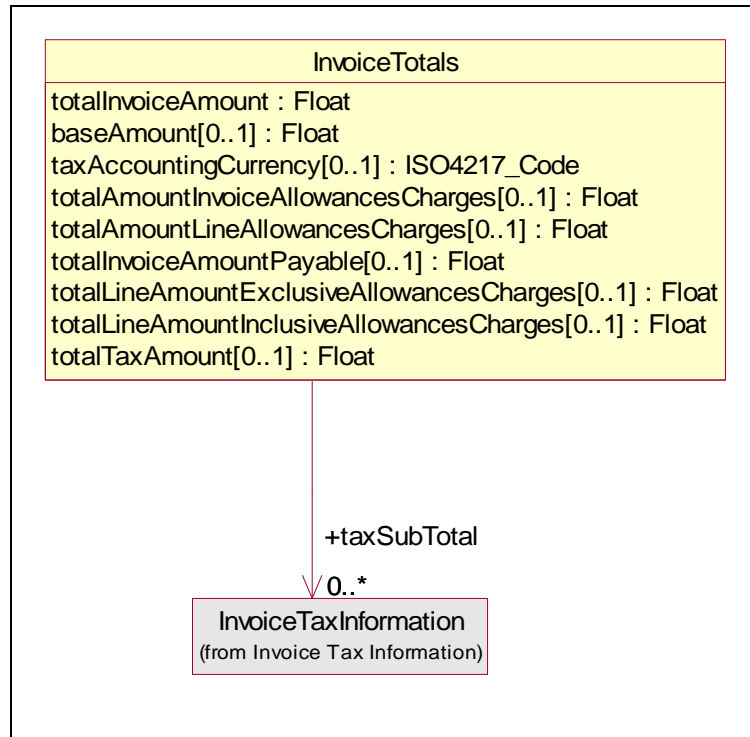 InvoiceTotals
totalInvoiceAmount : Float
baseAmount[0..1] : Float
taxAccountingCurrency[0..1] : ISO4217_Code
totalAmountInvoiceAllowancesCharges[0..1] : Float
totalAmountLineAllowancesCharges[0..1] : Float
totalInvoiceAmountPayable[0..1] : Float
totalLineAmountExclusiveAllowancesCharges[0..1] : Float
totalLineAmountInclusiveAllowancesCharges[0..1] : Float
totalTaxAmount[0..1] : Float
+taxSubTotal
0..*
InvoiceTaxInformation
(from Invoice Tax Information)